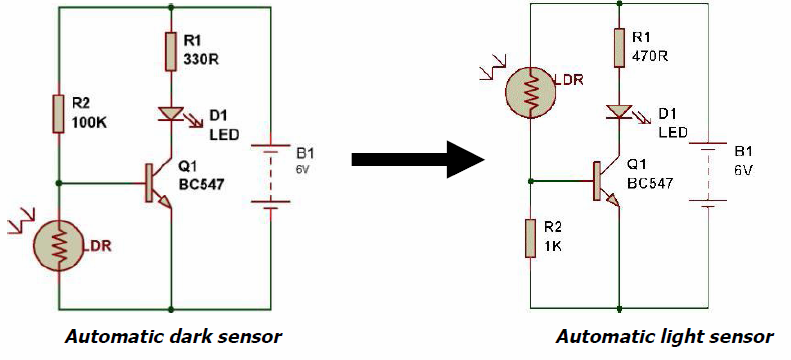 R1
330R
R2
100K
D1
LED
Q1
BC547
B1
6V
LDR
Automatic dark sensor
R1
470R
LDR
D1
LED
Q1
BC547
B1
6V
R2
1K
Automatic light sensor